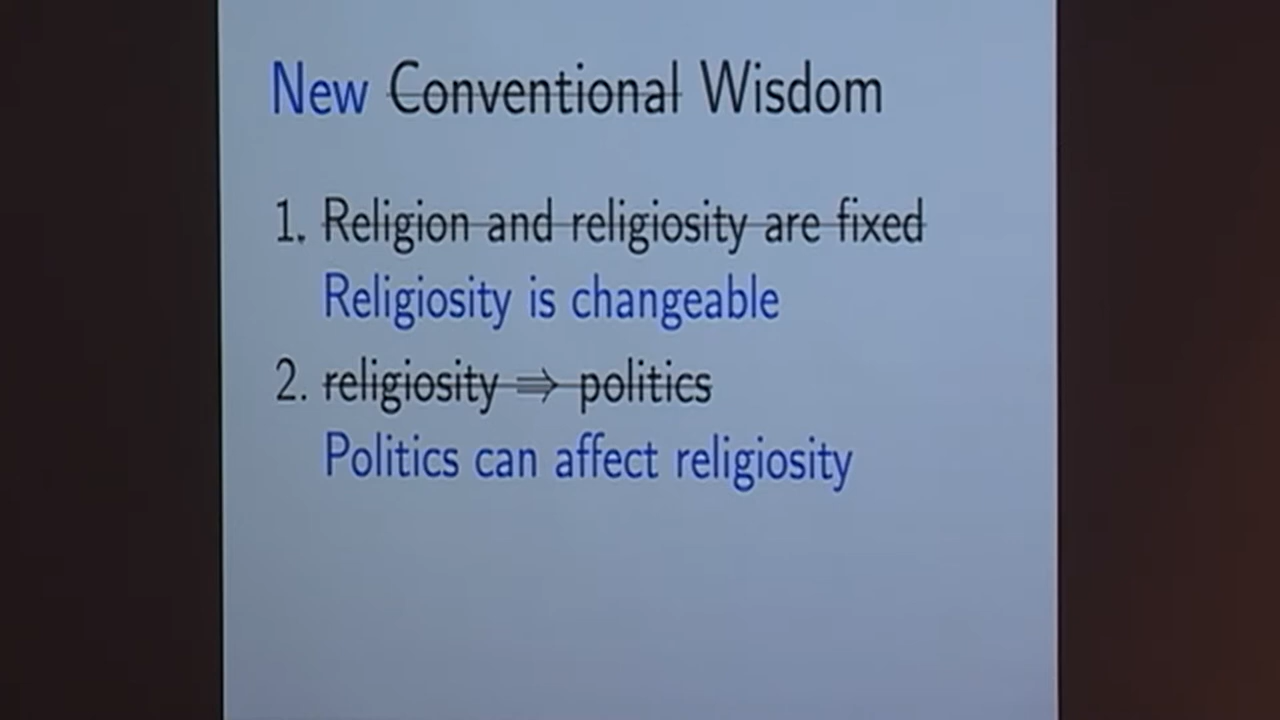 New Conventional Wisdom
1. Religion and religiosity are fixed
Religiosity is changeable
2. religiosity ⇒ politics
Politics can affect religiosity